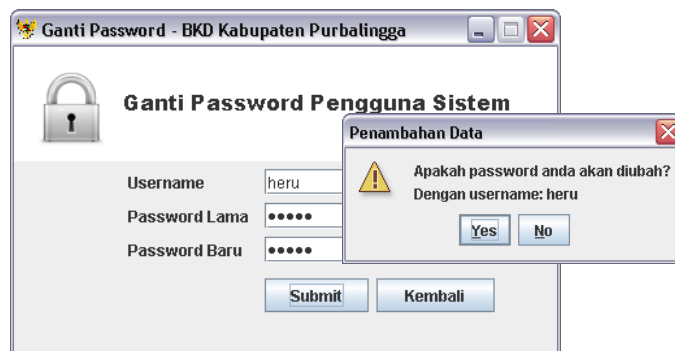 Ganti Password - BKD Kabupaten Purbalingga
Ganti Password Pengguna Sistem
Penambahan Data
Apakah password anda akan diubah?
Dengan username: heru
Yes No
Username heru
Password Lama •••••
Password Baru •••••
Submit Kembali